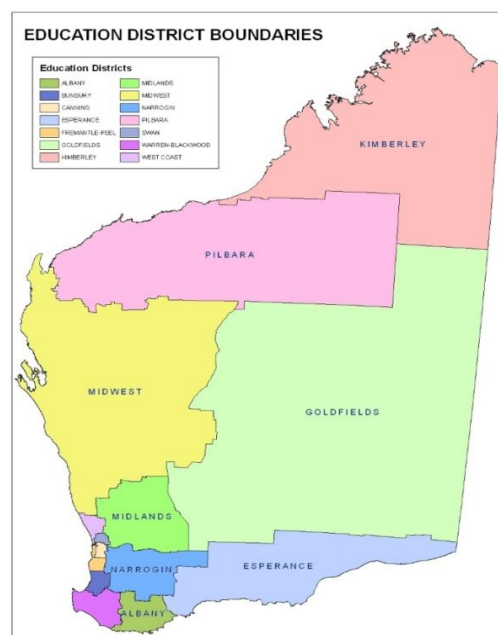 EDUCATION DISTRICT BOUNDARIES
Education Districts
ALBANY
BUNBURY
CANNING
ESPERANCE
FREMANTLE-PEEL
GOLDFIELDS
KIMBERLEY
MIDLANDS
MIDWEST
NARROGIN
PILBARA
SWAN
WARREN-BLACKWOOD
WEST COAST
KIMBERLEY
PILBARA
MIDWEST
GOLDFIELDS
MIDLANDS
NARROGIN
ESPERANCE
ALBANY